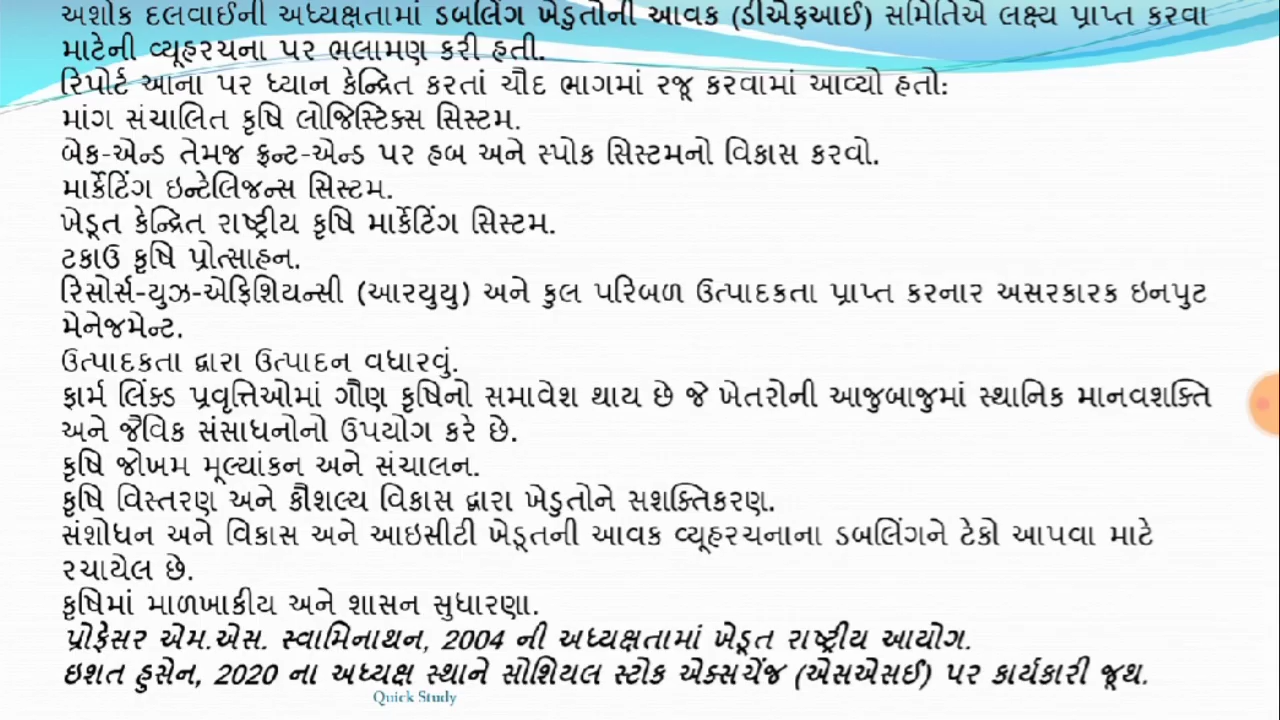 અશોક દલવાઈની અધ્યક્ષતામાં ડબલિંગ ખેડુતોની આવક (ડીએફઆઈ) સમિતિએ લક્ષ્ય પ્રાપ્ત કરવા
માટેની વ્યૂહરચના પર ભલામણ કરી હતી.
રિપોર્ટ આના પર ધ્યાન કેન્દ્રિત કરતાં ચૌદ ભાગમાં રજૂ કરવામાં આવ્યો હતો:
માંગ સંચાલિત કૃષિ લોજિસ્ટિક્સ સિસ્ટમ.
બેક-એન્ડ તેમજ ફ્રન્ટ-એન્ડ પર હબ અને સ્પોક સિસ્ટમનો વિકાસ કરવો.
માર્કેટિંગ ઇન્ટેલિજન્સ સિસ્ટમ.
ખેડૂત કેન્દ્રિત રાષ્ટ્રીય કૃષિ માર્કેટિંગ સિસ્ટમ.
ટકાઉ કૃષિ પ્રોત્સાહન.
રિસોર્સ-યુઝ-એફિશિયન્સી (આરયુયુ) અને કુલ પરિબળ ઉત્પાદકતા પ્રાપ્ત કરનાર અસરકારક ઇનપુટ
મેનેજમેન્ટ.
ઉત્પાદકતા દ્વારા ઉત્પાદન વધારવું.
ફાર્મ લિંક્ડ પ્રવૃત્તિઓમાં ગૌણ કૃષિનો સમાવેશ થાય છે જે ખેતરોની આજુબાજુમાં સ્થાનિક માનવશક્તિ
અને જૈવિક સંસાધનોનો ઉપયોગ કરે છે.
કૃષિ જોખમ મૂલ્યાંકન અને સંચાલન.
કૃષિ વિસ્તરણ અને કૌશલ્ય વિકાસ દ્વારા ખેડુતોને સશક્તિકરણ.
સંશોધન અને વિકાસ અને આઇસીટી ખેડૂતની આવક વ્યૂહરચનાના ડબલિંગને ટેકો આપવા માટે
રચાયેલ છે.
કૃષિમાં માળખાકીય અને શાસન સુધારણા.
પ્રોફેસર એમ.એસ. સ્વામિનાથન, 2004 ની અધ્યક્ષતામાં ખેડૂત રાષ્ટ્રીય આયોગ.
ઇશત હુસેન, 2020 ના અધ્યક્ષ સ્થાને સોશિયલ સ્ટોક એક્સચેંજ (એસએસઈ) પર કાર્યકારી જૂથ.
Quick Study